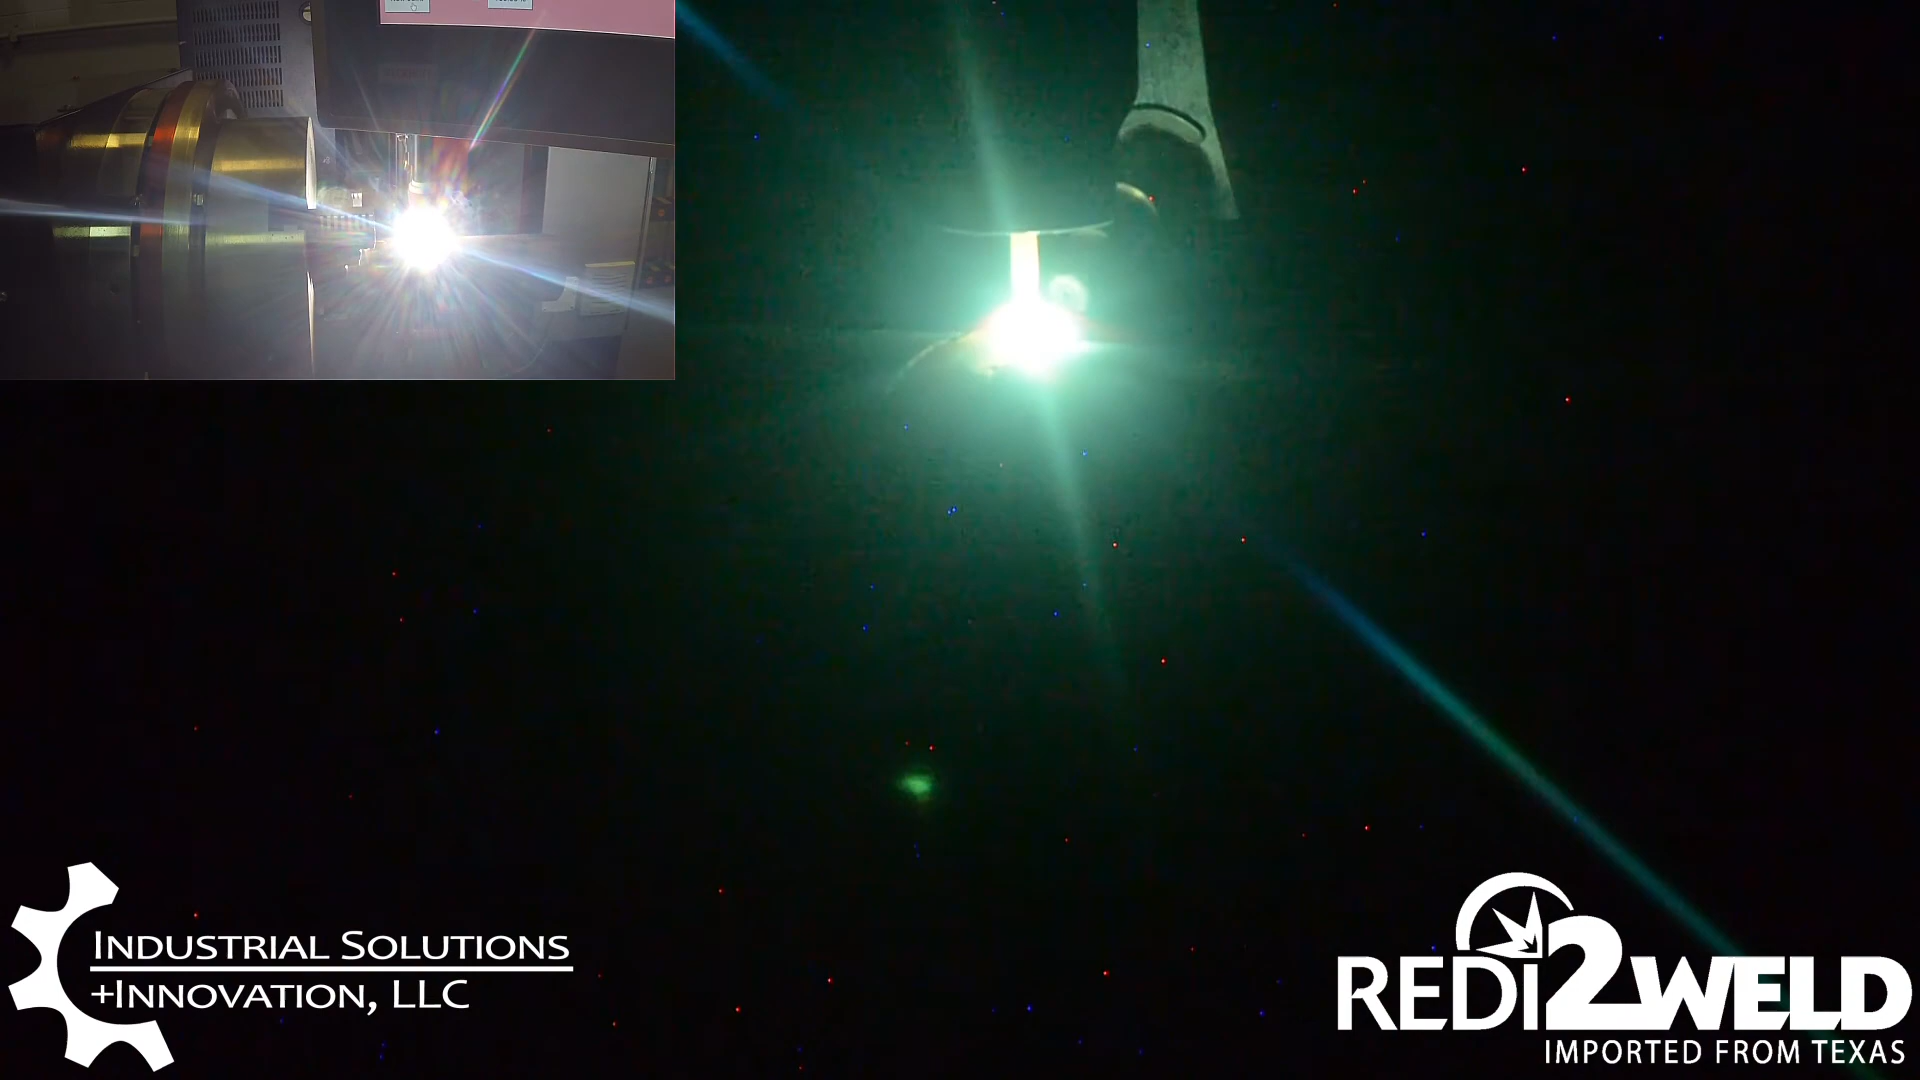 INDUSTRIAL SOLUTIONS
+INNOVATION, LLC
REDI2WELD
IMPORTED FROM TEXAS